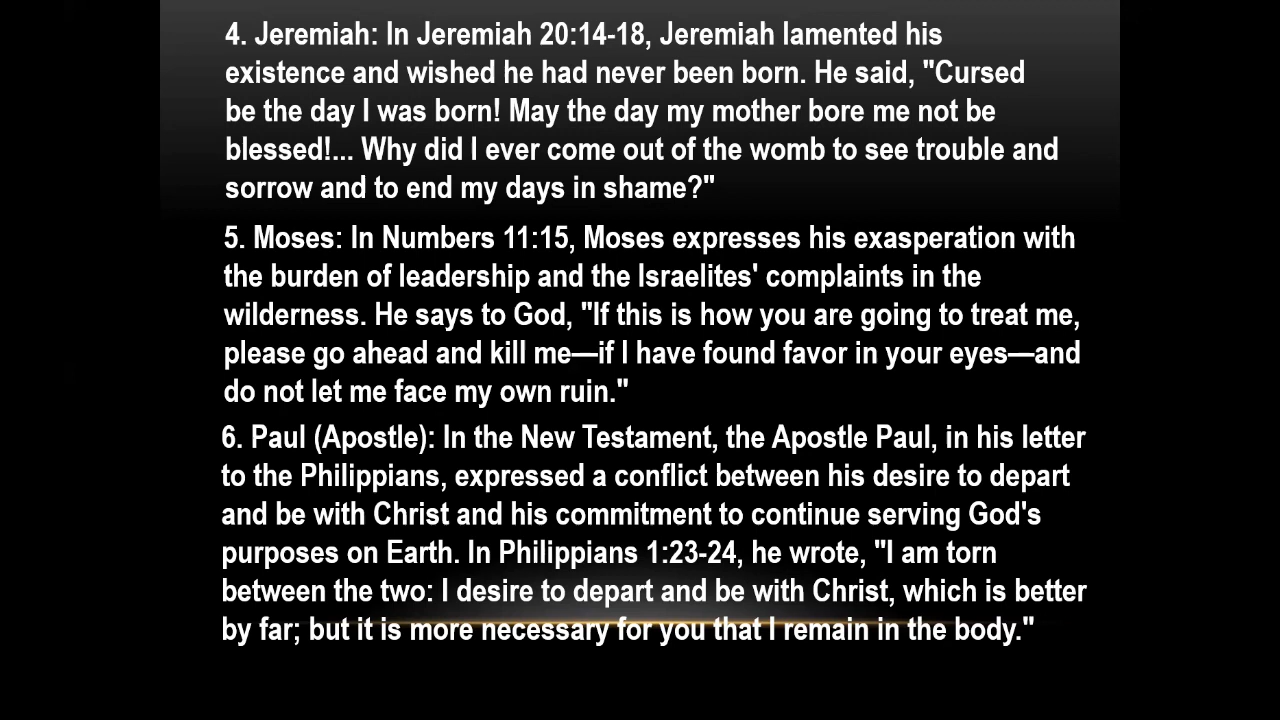 4. Jeremiah: In Jeremiah 20:14-18, Jeremiah lamented his
existence and wished he had never been born. He said, "Cursed
be the day I was born! May the day my mother bore me not be
blessed!... Why did I ever come out of the womb to see trouble and
sorrow and to end my days in shame?"
5. Moses: In Numbers 11:15, Moses expresses his exasperation with
the burden of leadership and the Israelites' complaints in the
wilderness. He says to God, "If this is how you are going to treat me,
please go ahead and kill me—if I have found favor in your eyes—and
do not let me face my own ruin."
6. Paul (Apostle): In the New Testament, the Apostle Paul, in his letter
to the Philippians, expressed a conflict between his desire to depart
and be with Christ and his commitment to continue serving God's
purposes on Earth. In Philippians 1:23-24, he wrote, "I am torn
between the two: I desire to depart and be with Christ, which is better
by far; but it is more necessary for you that I remain in the body."